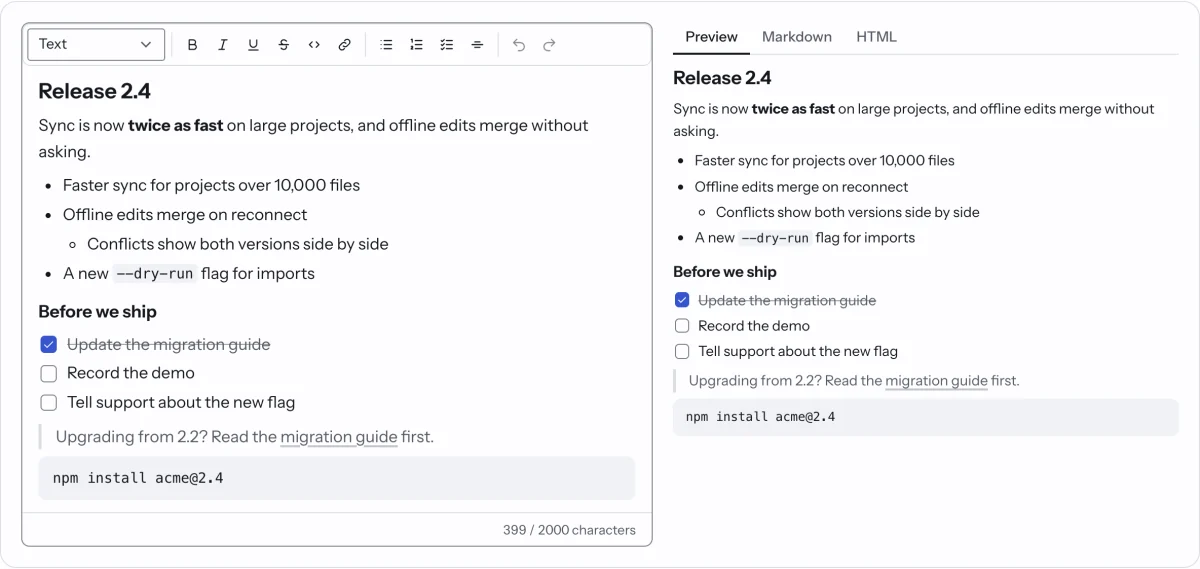 Text
B I U S
Release 2.4
Sync is now twice as fast on large projects, and offline edits merge without
asking.
Faster sync for projects over 10,000 files
Offline edits merge on reconnect
Conflicts show both versions side by side
A new --dry-run flag for imports
Before we ship
Update the migration guide
Record the demo
Tell support about the new flag
Upgrading from 2.2? Read the migration guide first.
npm install acme@2.4
399 / 2000 characters
Preview Markdown HTML
Release 2.4
Sync is now twice as fast on large projects, and offline edits merge without
asking.
Faster sync for projects over 10,000 files
Offline edits merge on reconnect
Conflicts show both versions side by side
A new --dry-run flag for imports
Before we ship
Update the migration guide
Record the demo
Tell support about the new flag
Upgrading from 2.2? Read the migration guide first.
npm install acme@2.4